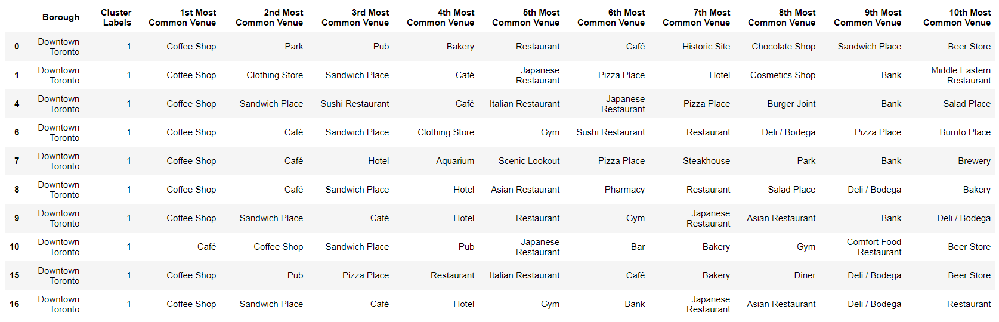 Borough Cluster Labels 1st Most Common Venue 2nd Most Common Venue 3rd Most Common Venue 4th Most Common Venue 5th Most Common Venue 6th Most Common Venue 7th Most Common Venue 8th Most Common Venue 9th Most Common Venue 10th Most Common Venue
0 Downtown Toronto 1 Coffee Shop Park Pub Bakery Restaurant Café Historic Site Chocolate Shop Sandwich Place Beer Store
1 Downtown Toronto 1 Coffee Shop Clothing Store Sandwich Place Café Japanese Restaurant Pizza Place Hotel Cosmetics Shop Bank Middle Eastern Restaurant
4 Downtown Toronto 1 Coffee Shop Sandwich Place Sushi Restaurant Café Italian Restaurant Japanese Restaurant Pizza Place Burger Joint Bank Salad Place
6 Downtown Toronto 1 Coffee Shop Café Sandwich Place Clothing Store Gym Sushi Restaurant Restaurant Deli / Bodega Pizza Place Burrito Place
7 Downtown Toronto 1 Coffee Shop Café Hotel Aquarium Scenic Lookout Pizza Place Steakhouse Park Bank Brewery
8 Downtown Toronto 1 Coffee Shop Café Sandwich Place Hotel Asian Restaurant Pharmacy Restaurant Salad Place Deli / Bodega Bakery
9 Downtown Toronto 1 Coffee Shop Sandwich Place Café Hotel Restaurant Gym Japanese Restaurant Asian Restaurant Bank Deli / Bodega
10 Downtown Toronto 1 Café Coffee Shop Sandwich Place Pub Japanese Restaurant Bar Bakery Gym Comfort Food Restaurant Beer Store
15 Downtown Toronto 1 Coffee Shop Pub Pizza Place Restaurant Italian Restaurant Café Bakery Diner Deli / Bodega Beer Store
16 Downtown Toronto 1 Coffee Shop Sandwich Place Café Hotel Gym Bank Japanese Restaurant Asian Restaurant Deli / Bodega Restaurant